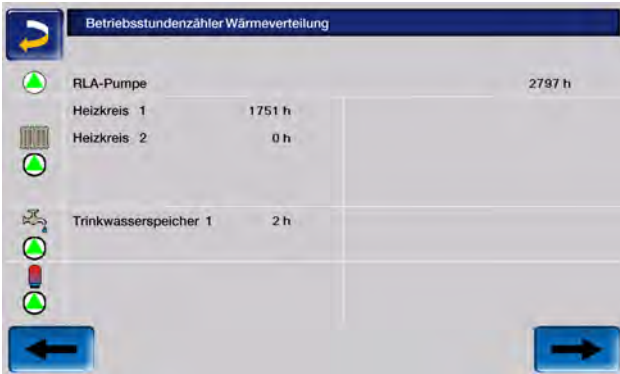 Betriebsstundenzähler Wärmeverteilung
RLA-Pumpe 2797 h
Heizkreis 1 1751 h
Heizkreis 2 0 h
Trinkwasserspeicher 1 2 h